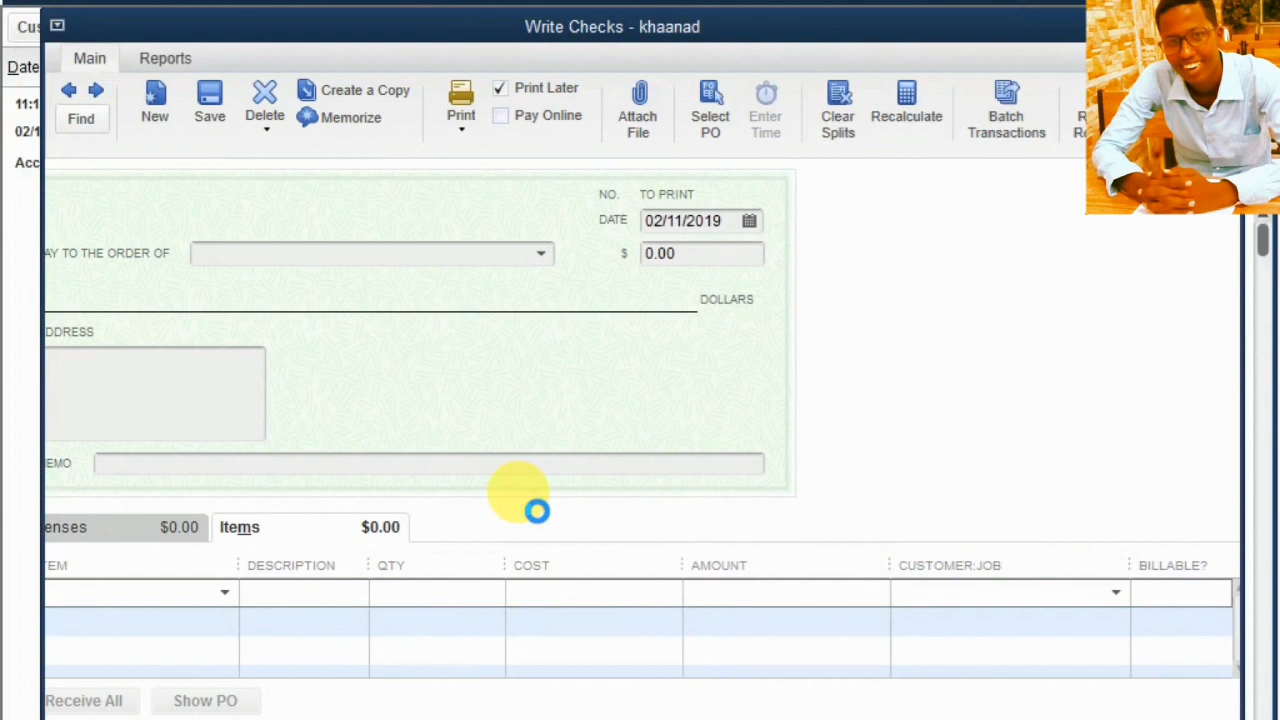 Cus
Write Checks - khaanad
Date
Main
Reports
11:1
02/1
Acc
Find
New
Save
Delete
Create a Copy
Memorize
Print
Print Later
Pay Online
Attach
File
Select
PO
Enter
Time
Clear
Splits
Recalculate
Batch
Transactions
R
Re
NO. TO PRINT
DATE 02/11/2019
AY TO THE ORDER OF
$ 0.00
DOLLARS
DDRESS
EMO
enses $0.00
Items $0.00
EM DESCRIPTION QTY COST AMOUNT CUSTOMER:JOB BILLABLE?
Receive All
Show PO